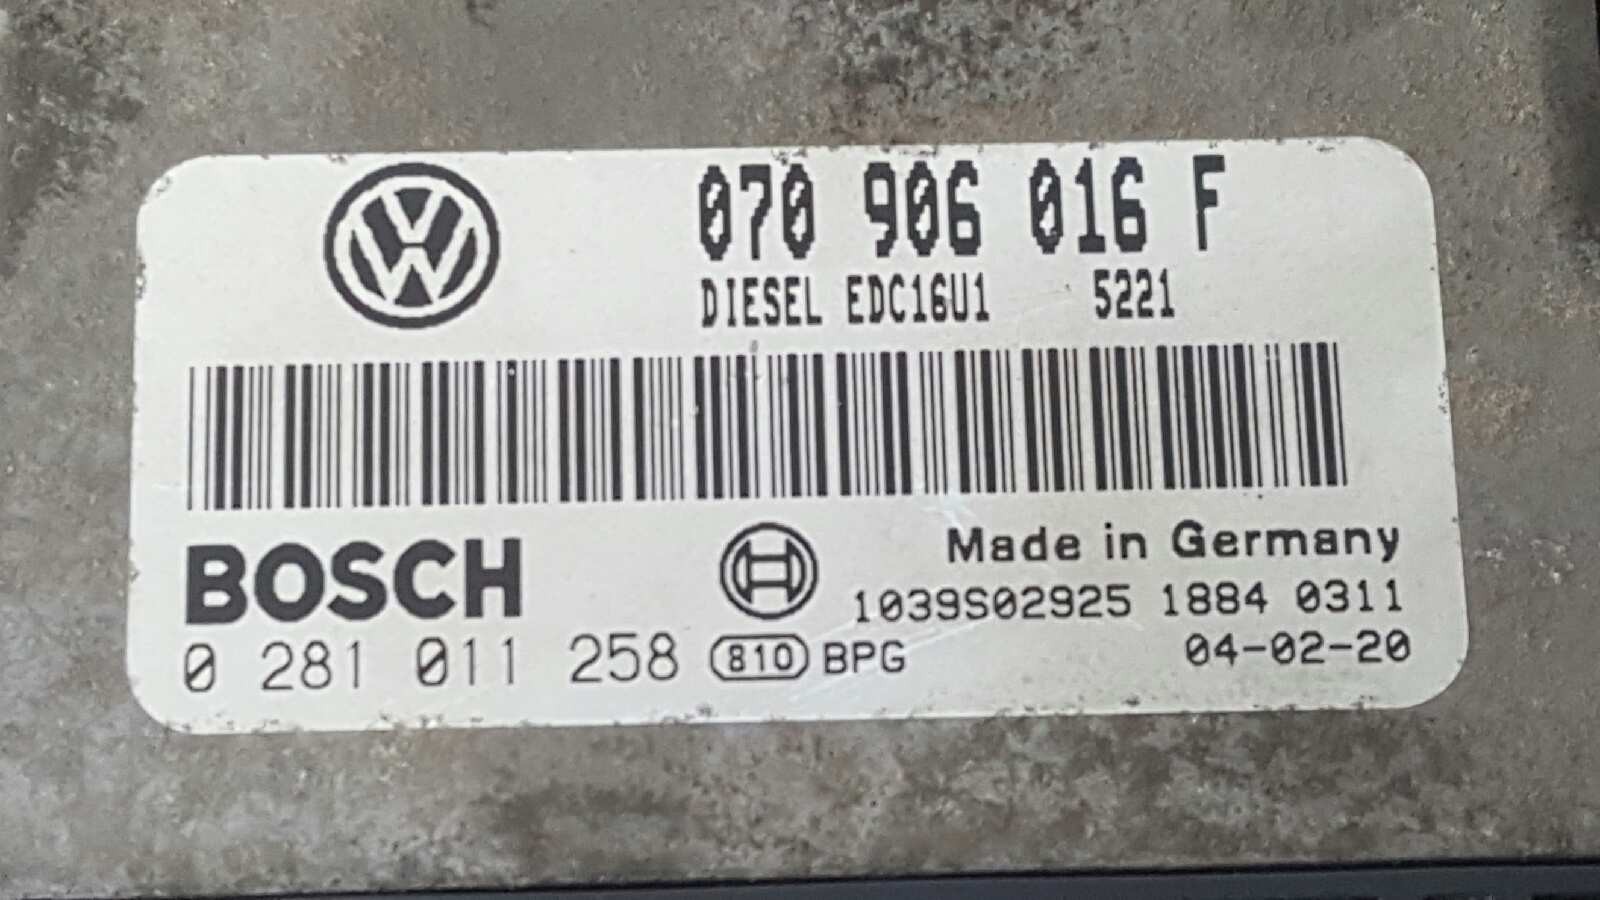 070 906 016 F
DIESEL EDC16U1 5221
BOSCH
Made in Germany
1039S02925 1884 0311
0 281 011 258 810 BPG 04-02-20